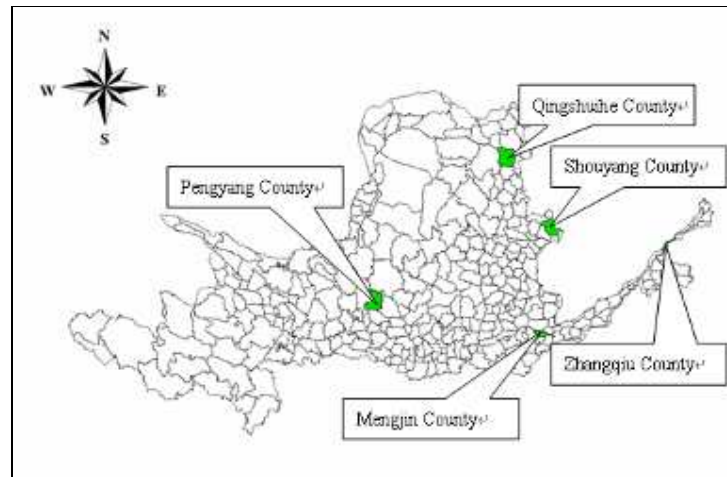 N
W E
S
Qingshuihe County↵
Shouyang County↵
Pengyang County↵
Zhangqiu County↵
Mengjin County↵